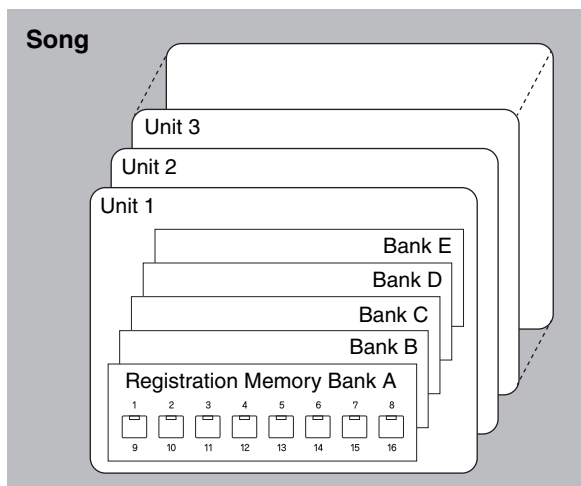 Song
Unit 3
Unit 2
Unit 1
Bank E
Bank D
Bank C
Bank B
Registration Memory Bank A
1 2 3 4 5 6 7 8
9 10 11 12 13 14 15 16